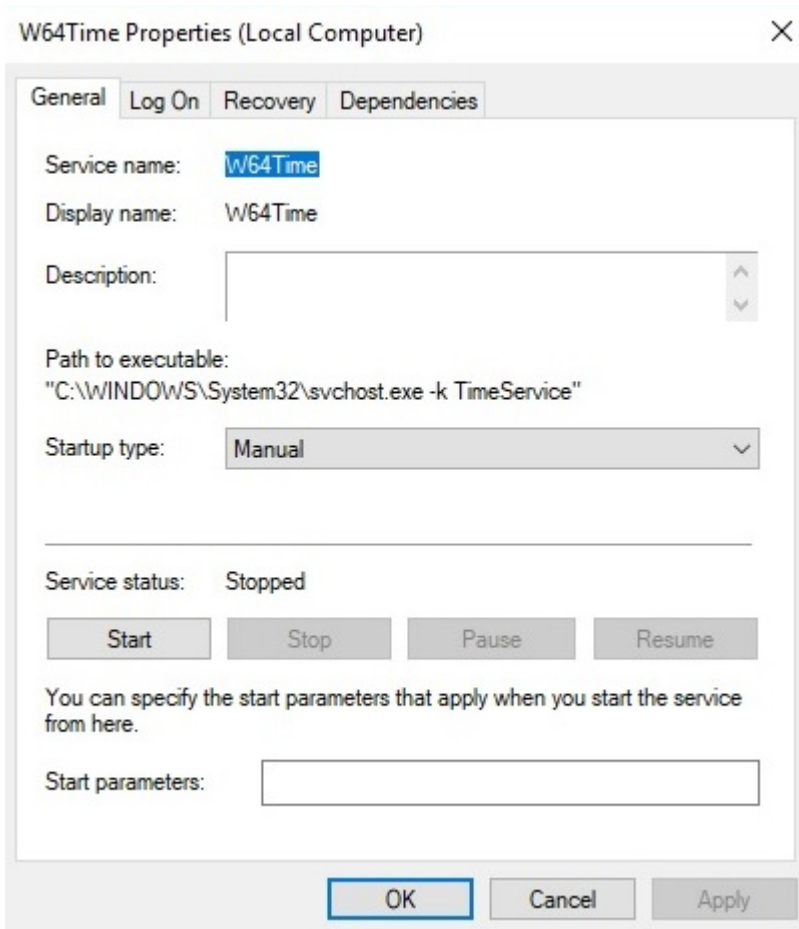 W64Time Properties (Local Computer)
General Log On Recovery Dependencies
Service name: W64Time
Display name: W64Time
Description:
Path to executable:
"C:\WINDOWS\System32\svchost.exe -k TimeService"
Startup type: Manual
Service status: Stopped
Start Stop Pause Resume
You can specify the start parameters that apply when you start the service
from here.
Start parameters:
OK Cancel Apply